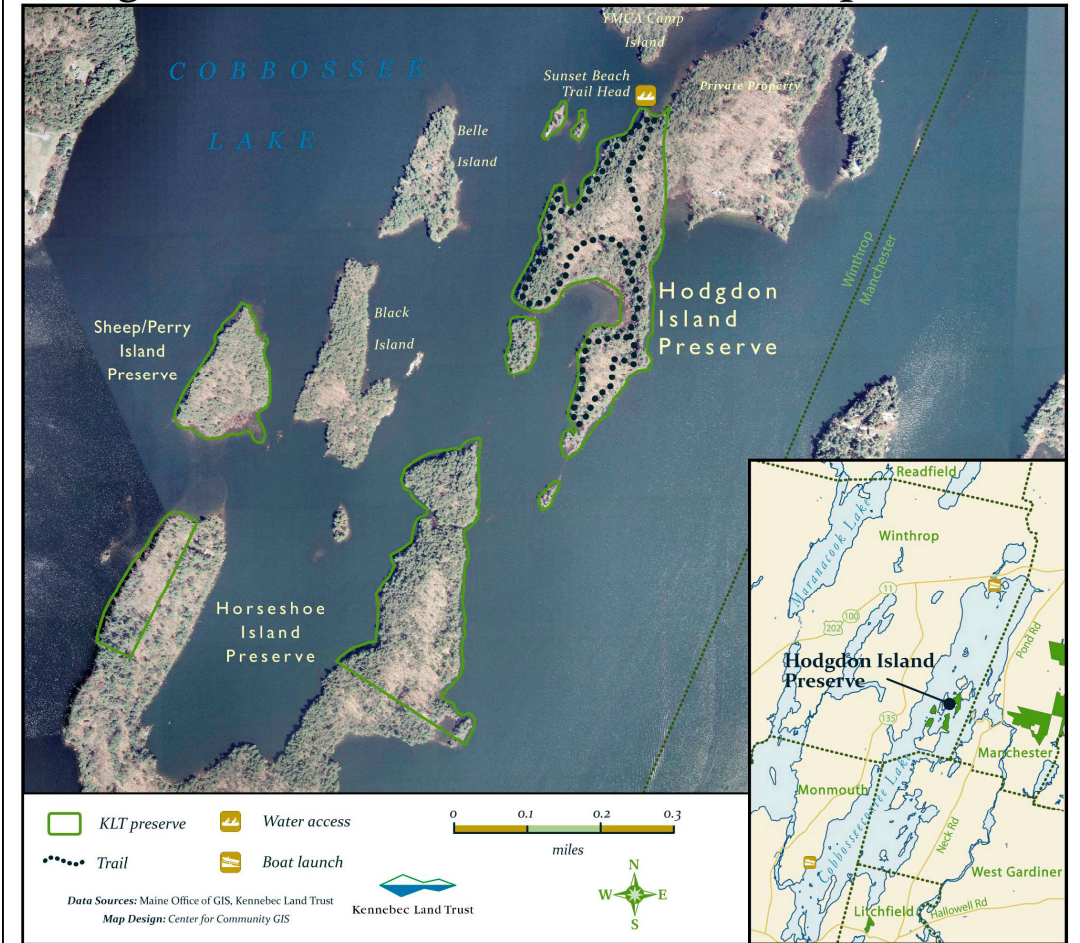 COBBOSSEE
LAKE
YMCA Camp
Island
Sunset Beach
Trail Head
Private Property
Belle
Island
Winthrop
Manchester
Hodgdon
Island
Preserve
Black
Island
Sheep/Perry
Island
Preserve
Horseshoe
Island
Preserve
Readfield
Maranacook Lake
Winthrop
11
100
202
Pond Rd
Hodgdon Island
Preserve
135
Manchester
Monmouth
Cobbosseecontee Lake
Neck Rd
West Gardiner
Litchfield
Hallowell Rd
KLT preserve
Water access
Trail
Boat launch
0 0.1 0.2 0.3
miles
Data Sources: Maine Office of GIS, Kennebec Land Trust
Map Design: Center for Community GIS
Kennebec Land Trust
N
W E
S